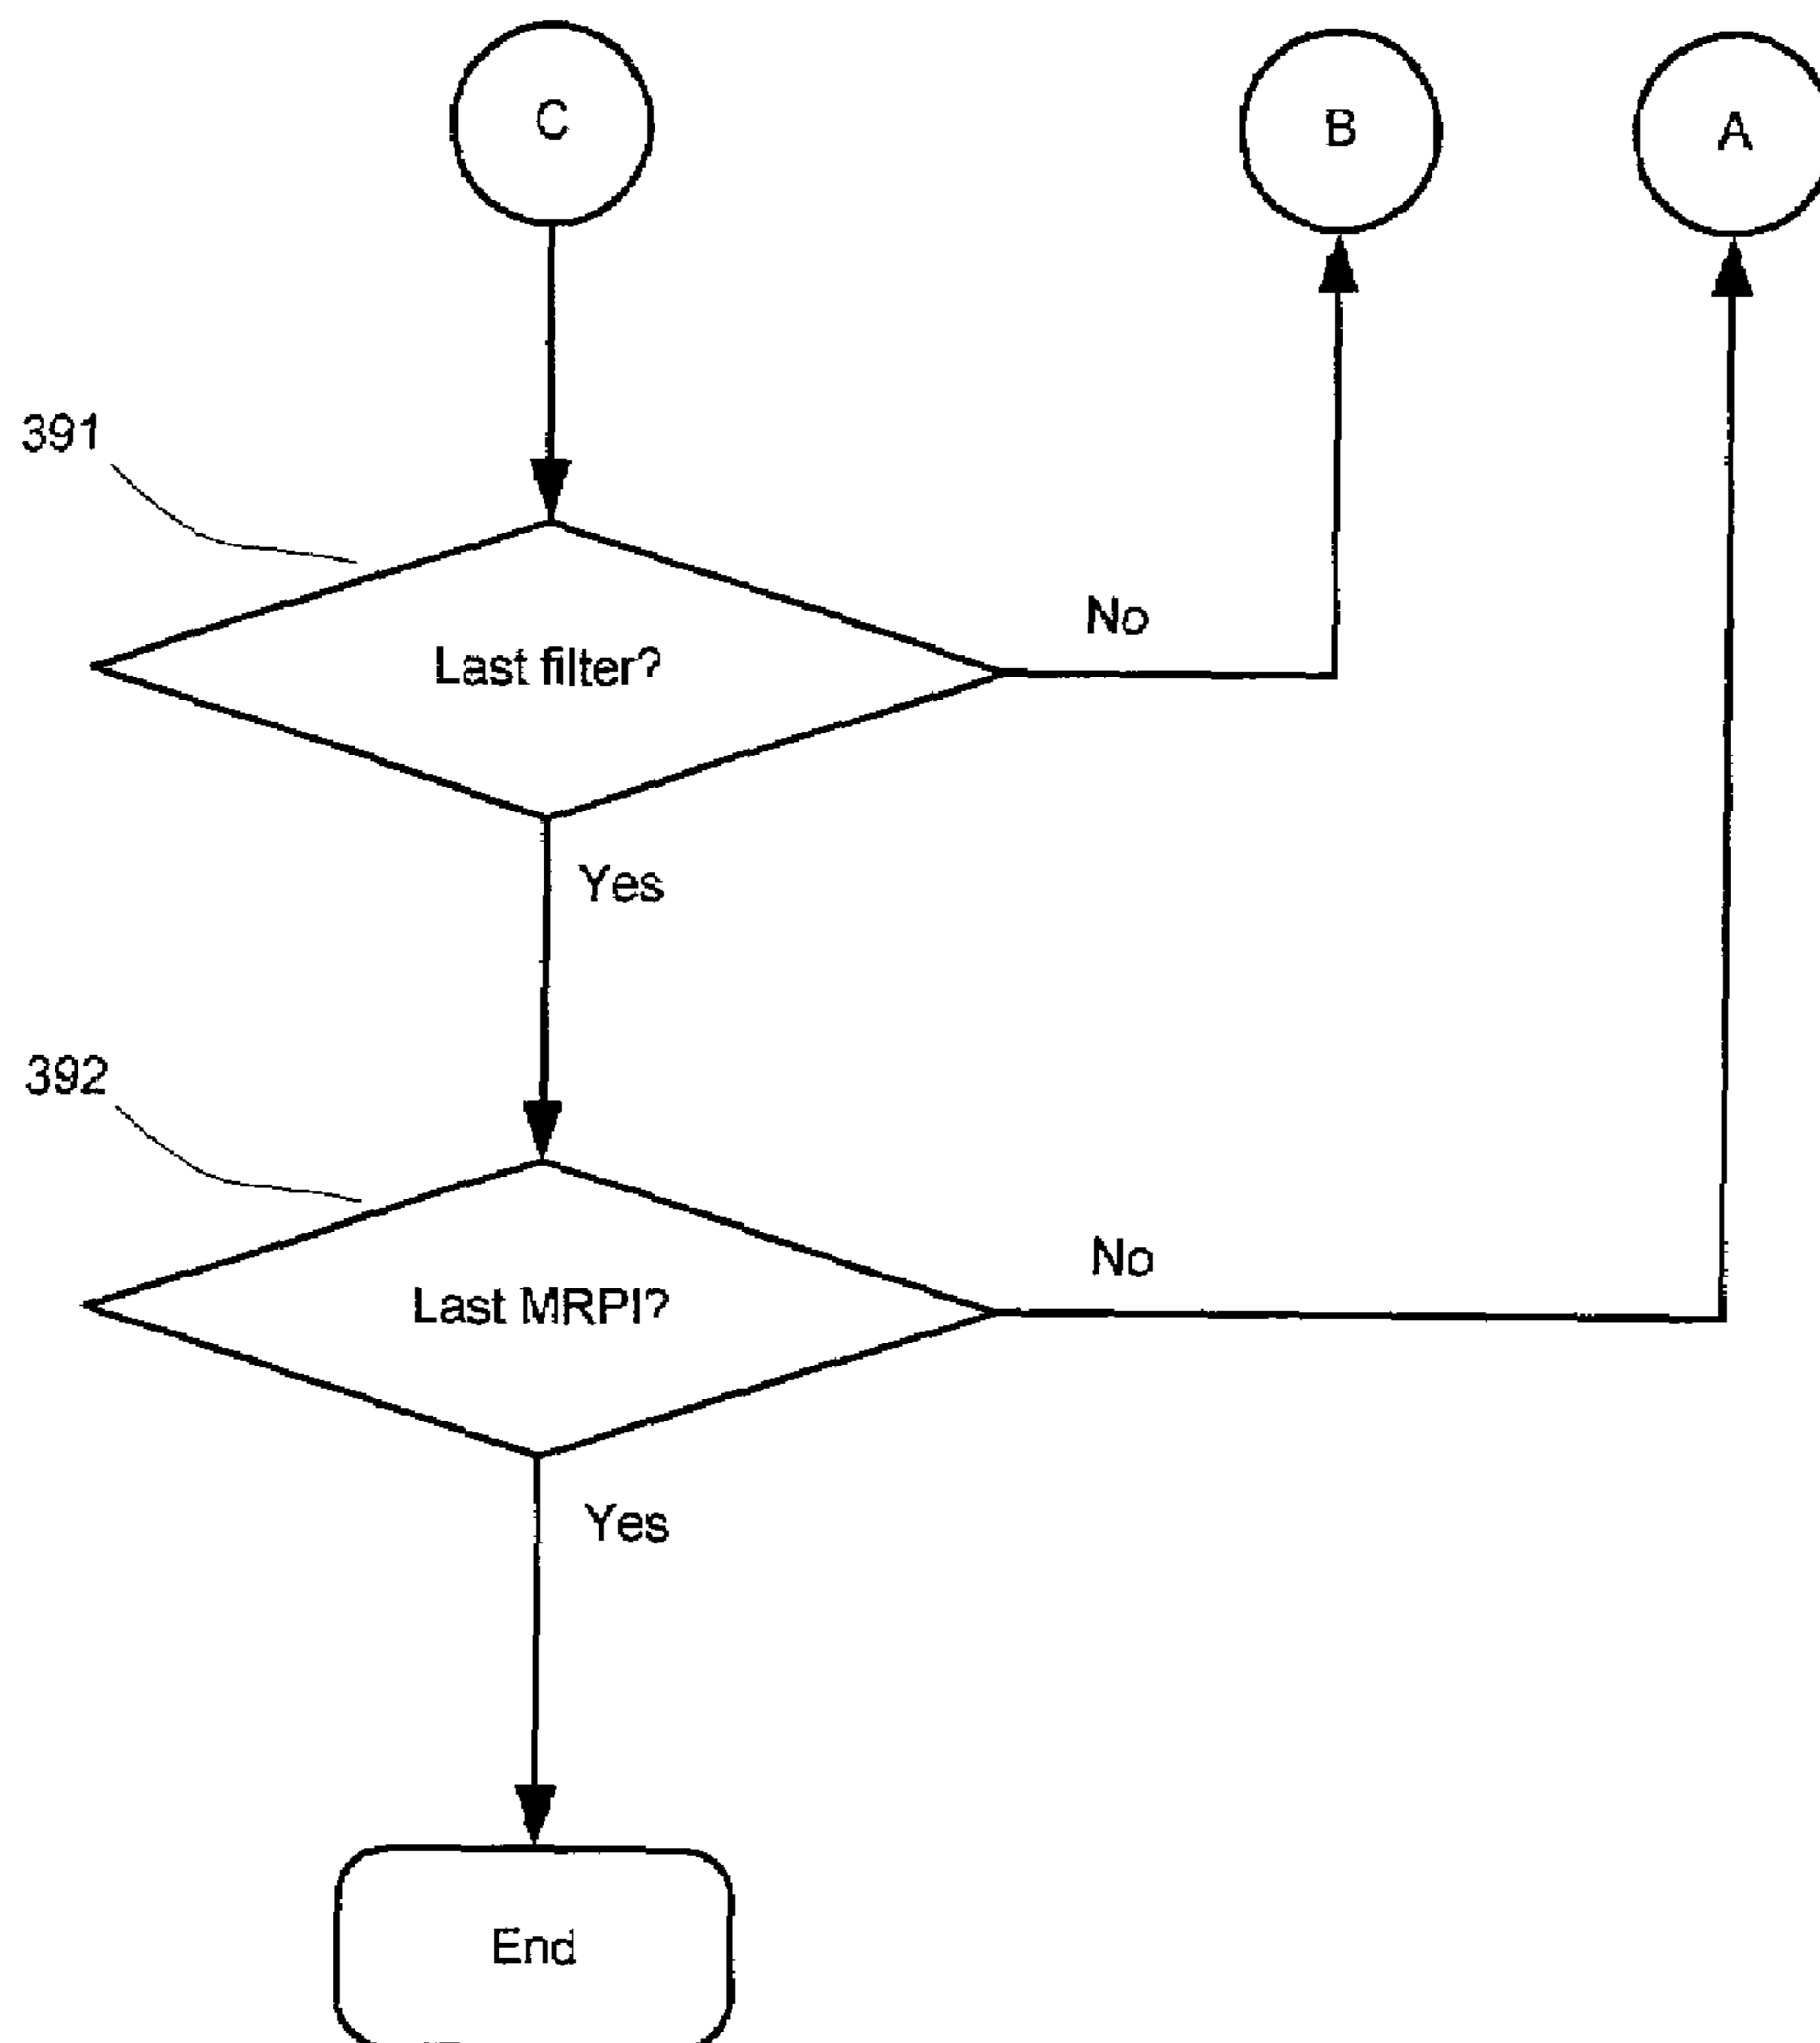 C
B
A
391
No
Last filter?
Yes
392
No
Last MRPI?
Yes
End